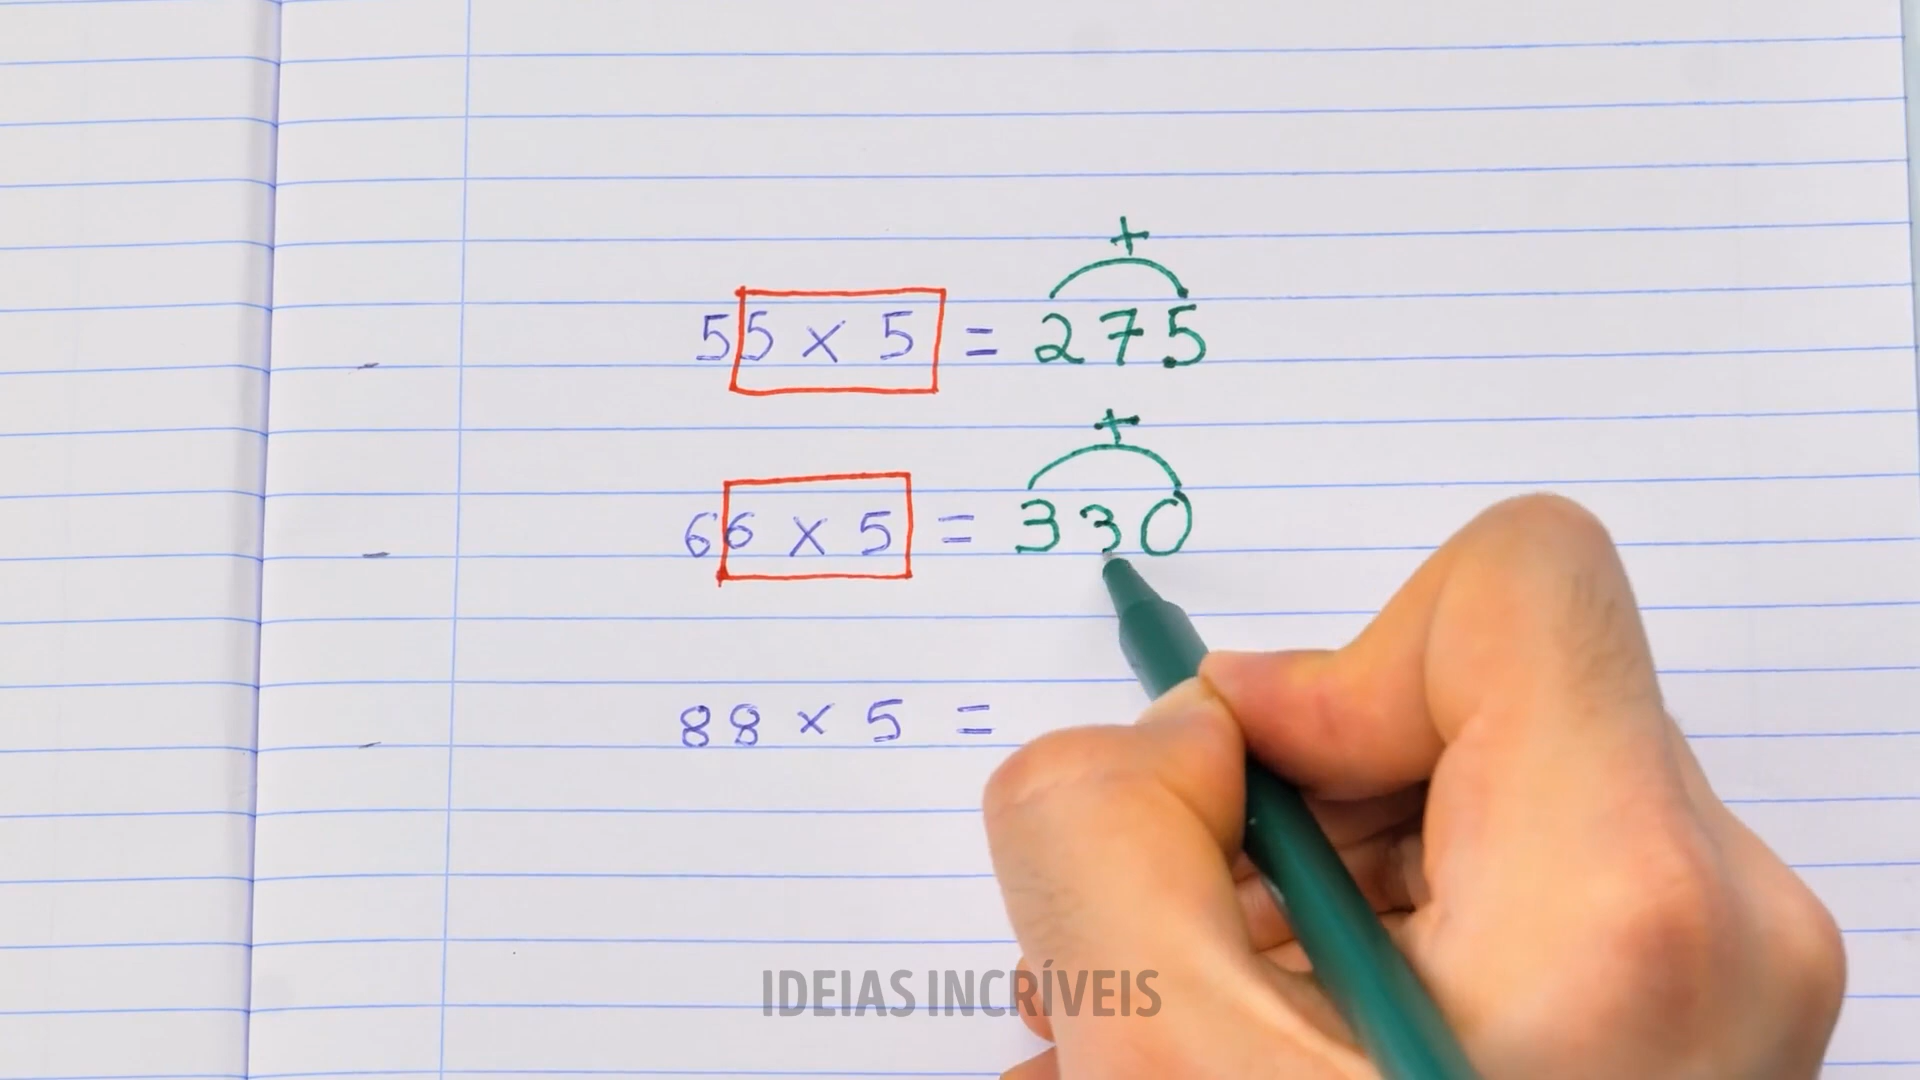 +
55 x 5 = 275
+
66 x 5 = 330
88 x 5 =
IDEIAS INCRÍVEIS